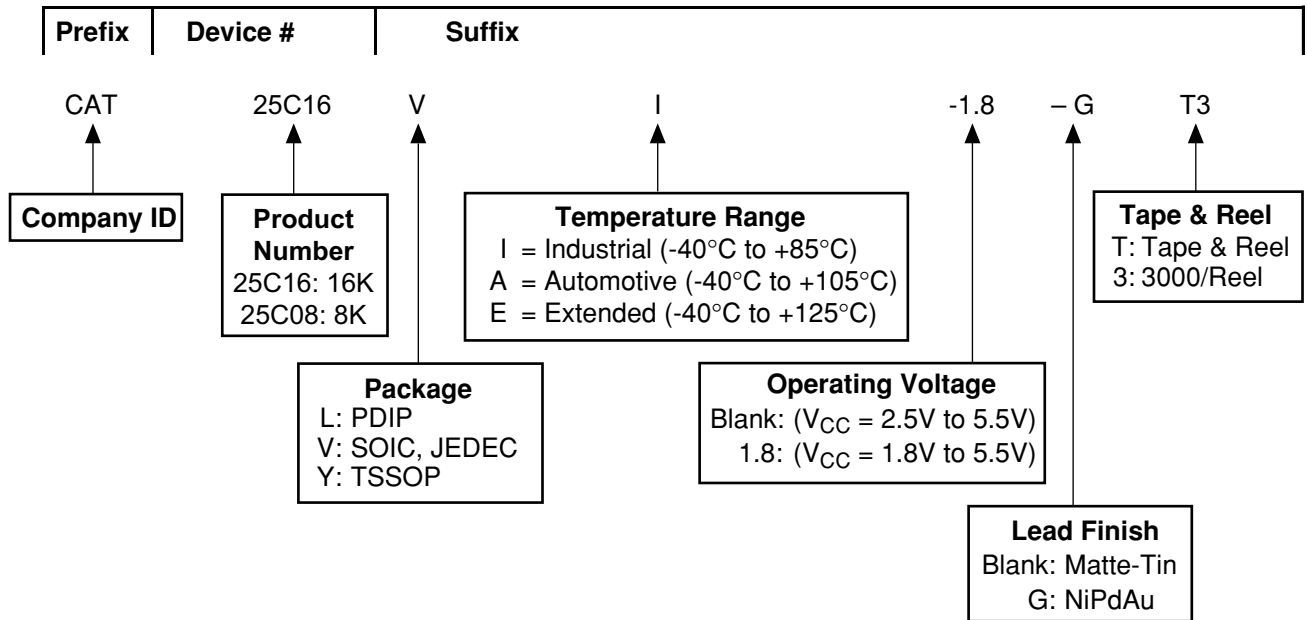 Prefix Device # Suffix
CAT 25C16 V I -1.8 – G T3
Company ID
Product
Number
25C16: 16K
25C08: 8K
Temperature Range
I = Industrial (-40°C to +85°C)
A = Automotive (-40°C to +105°C)
E = Extended (-40°C to +125°C)
Tape & Reel
T: Tape & Reel
3: 3000/Reel
Package
L: PDIP
V: SOIC, JEDEC
Y: TSSOP
Operating Voltage
Blank: (VCC = 2.5V to 5.5V)
1.8: (VCC = 1.8V to 5.5V)
Lead Finish
Blank: Matte-Tin
G: NiPdAu